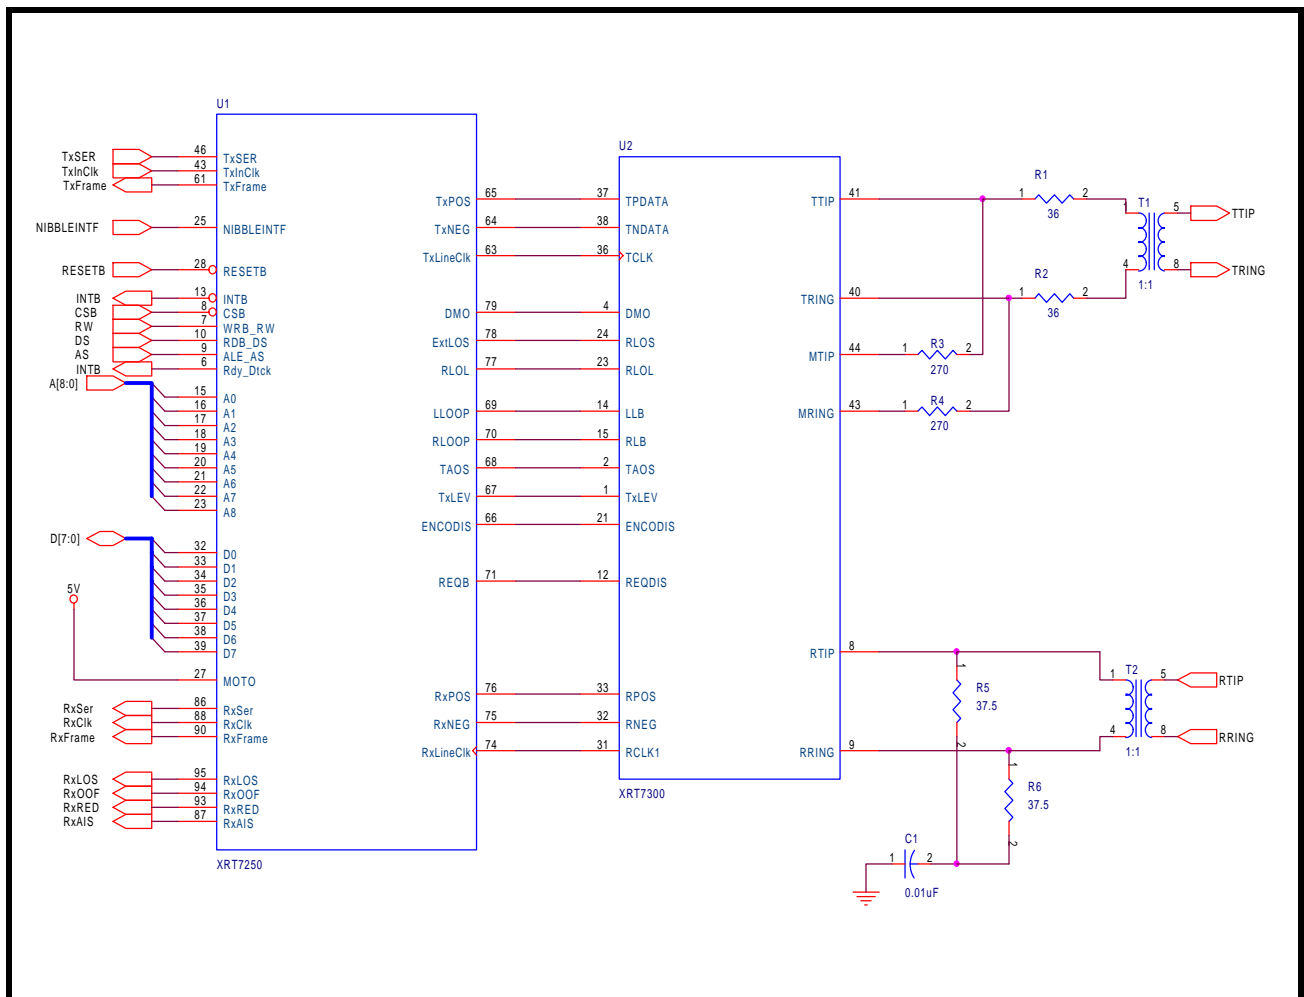 U1
TxSER 46 TxSER
TxInClk 43 TxInClk
TxFrame 61 TxFrame
NIBBLEINTF 25 NIBBLEINTF
RESETB 28 RESETB
INTB 13 INTB
CSB 8 CSB
RW 7 WRB_RW
DS 10 RDB_DS
AS 9 ALE_AS
INTB 6 Rdy_Dtck
A[8:0]
15 A0
16 A1
17 A2
18 A3
19 A4
20 A5
21 A6
22 A7
23 A8
D[7:0]
32 D0
33 D1
34 D2
35 D3
36 D4
37 D5
38 D6
39 D7
5V
27 MOTO
RxSer 86 RxSer
RxClk 88 RxClk
RxFrame 90 RxFrame
RxLOS 95 RxLOS
RxOOF 94 RxOOF
RxRED 93 RxRED
RxAIS 87 RxAIS
XRT7250
U2
TxPOS 65 37 TPDATA
TxNEG 64 38 TNDATA
TxLineClk 63 36 TCLK
DMO 79 4 DMO
ExtLOS 78 24 RLOS
RLOL 77 23 RLOL
LLOOP 69 14 LLB
RLOOP 70 15 RLB
TAOS 68 2 TAOS
TxLEV 67 1 TxLEV
ENCODIS 66 21 ENCODIS
REQB 71 12 REQDIS
RxPOS 76 33 RPOS
RxNEG 75 32 RNEG
RxLineClk 74 31 RCLK1
XRT7300
TTIP 41
TRING 40
MTIP 44
MRING 43
RTIP 8
RRING 9
R1
1 2
36
R2
1 2
36
R3
1 2
270
R4
1 2
270
T1
1 5 TTIP
4 8 TRING
1:1
T2
1 5 RTIP
4 8 RRING
1:1
1
R5
37.5
2
1
R6
37.5
2
C1
1 2
0.01uF